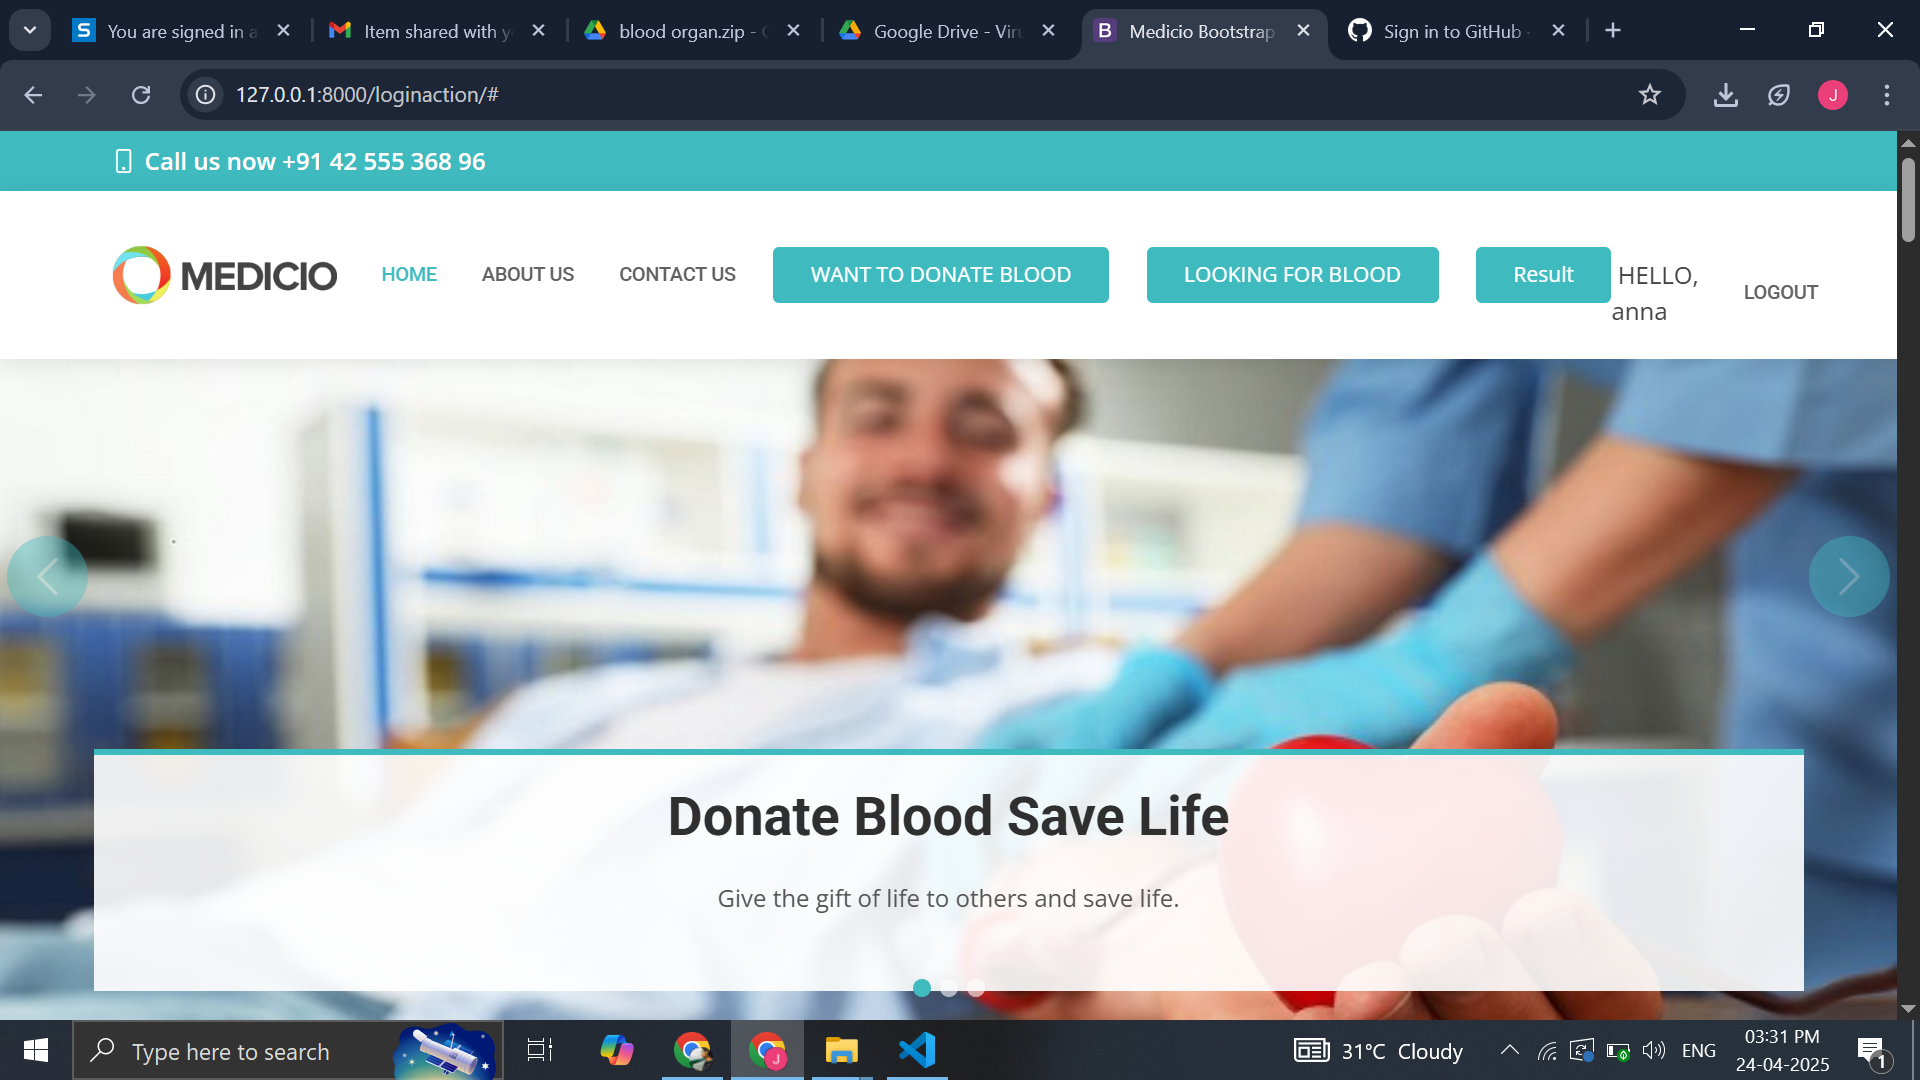 You are signed in a
Item shared with y
blood organ.zip - G
Google Drive - Viru
Medicio Bootstrap
Sign in to GitHub ·
127.0.0.1:8000/loginaction/#
J
Call us now +91 42 555 368 96
MEDICIO
HOME
ABOUT US
CONTACT US
WANT TO DONATE BLOOD
LOOKING FOR BLOOD
Result
HELLO,
anna
LOGOUT
Donate Blood Save Life
Give the gift of life to others and save life.
Type here to search
31°C Cloudy
ENG
03:31 PM
24-04-2025
1